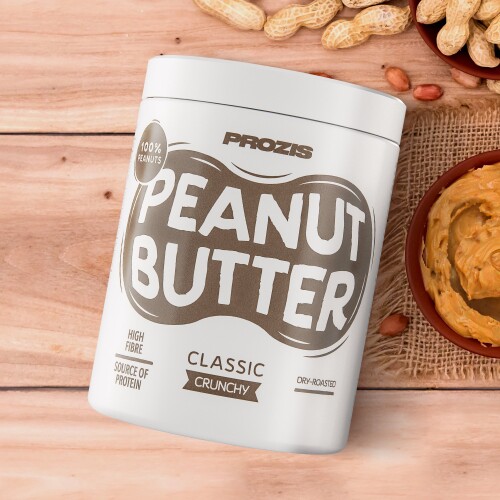 PROZIS
100%
PEANUTS
PEANUT
BUTTER
HIGH
FIBRE
SOURCE OF
PROTEIN
CLASSIC
CRUNCHY
DRY-ROASTED